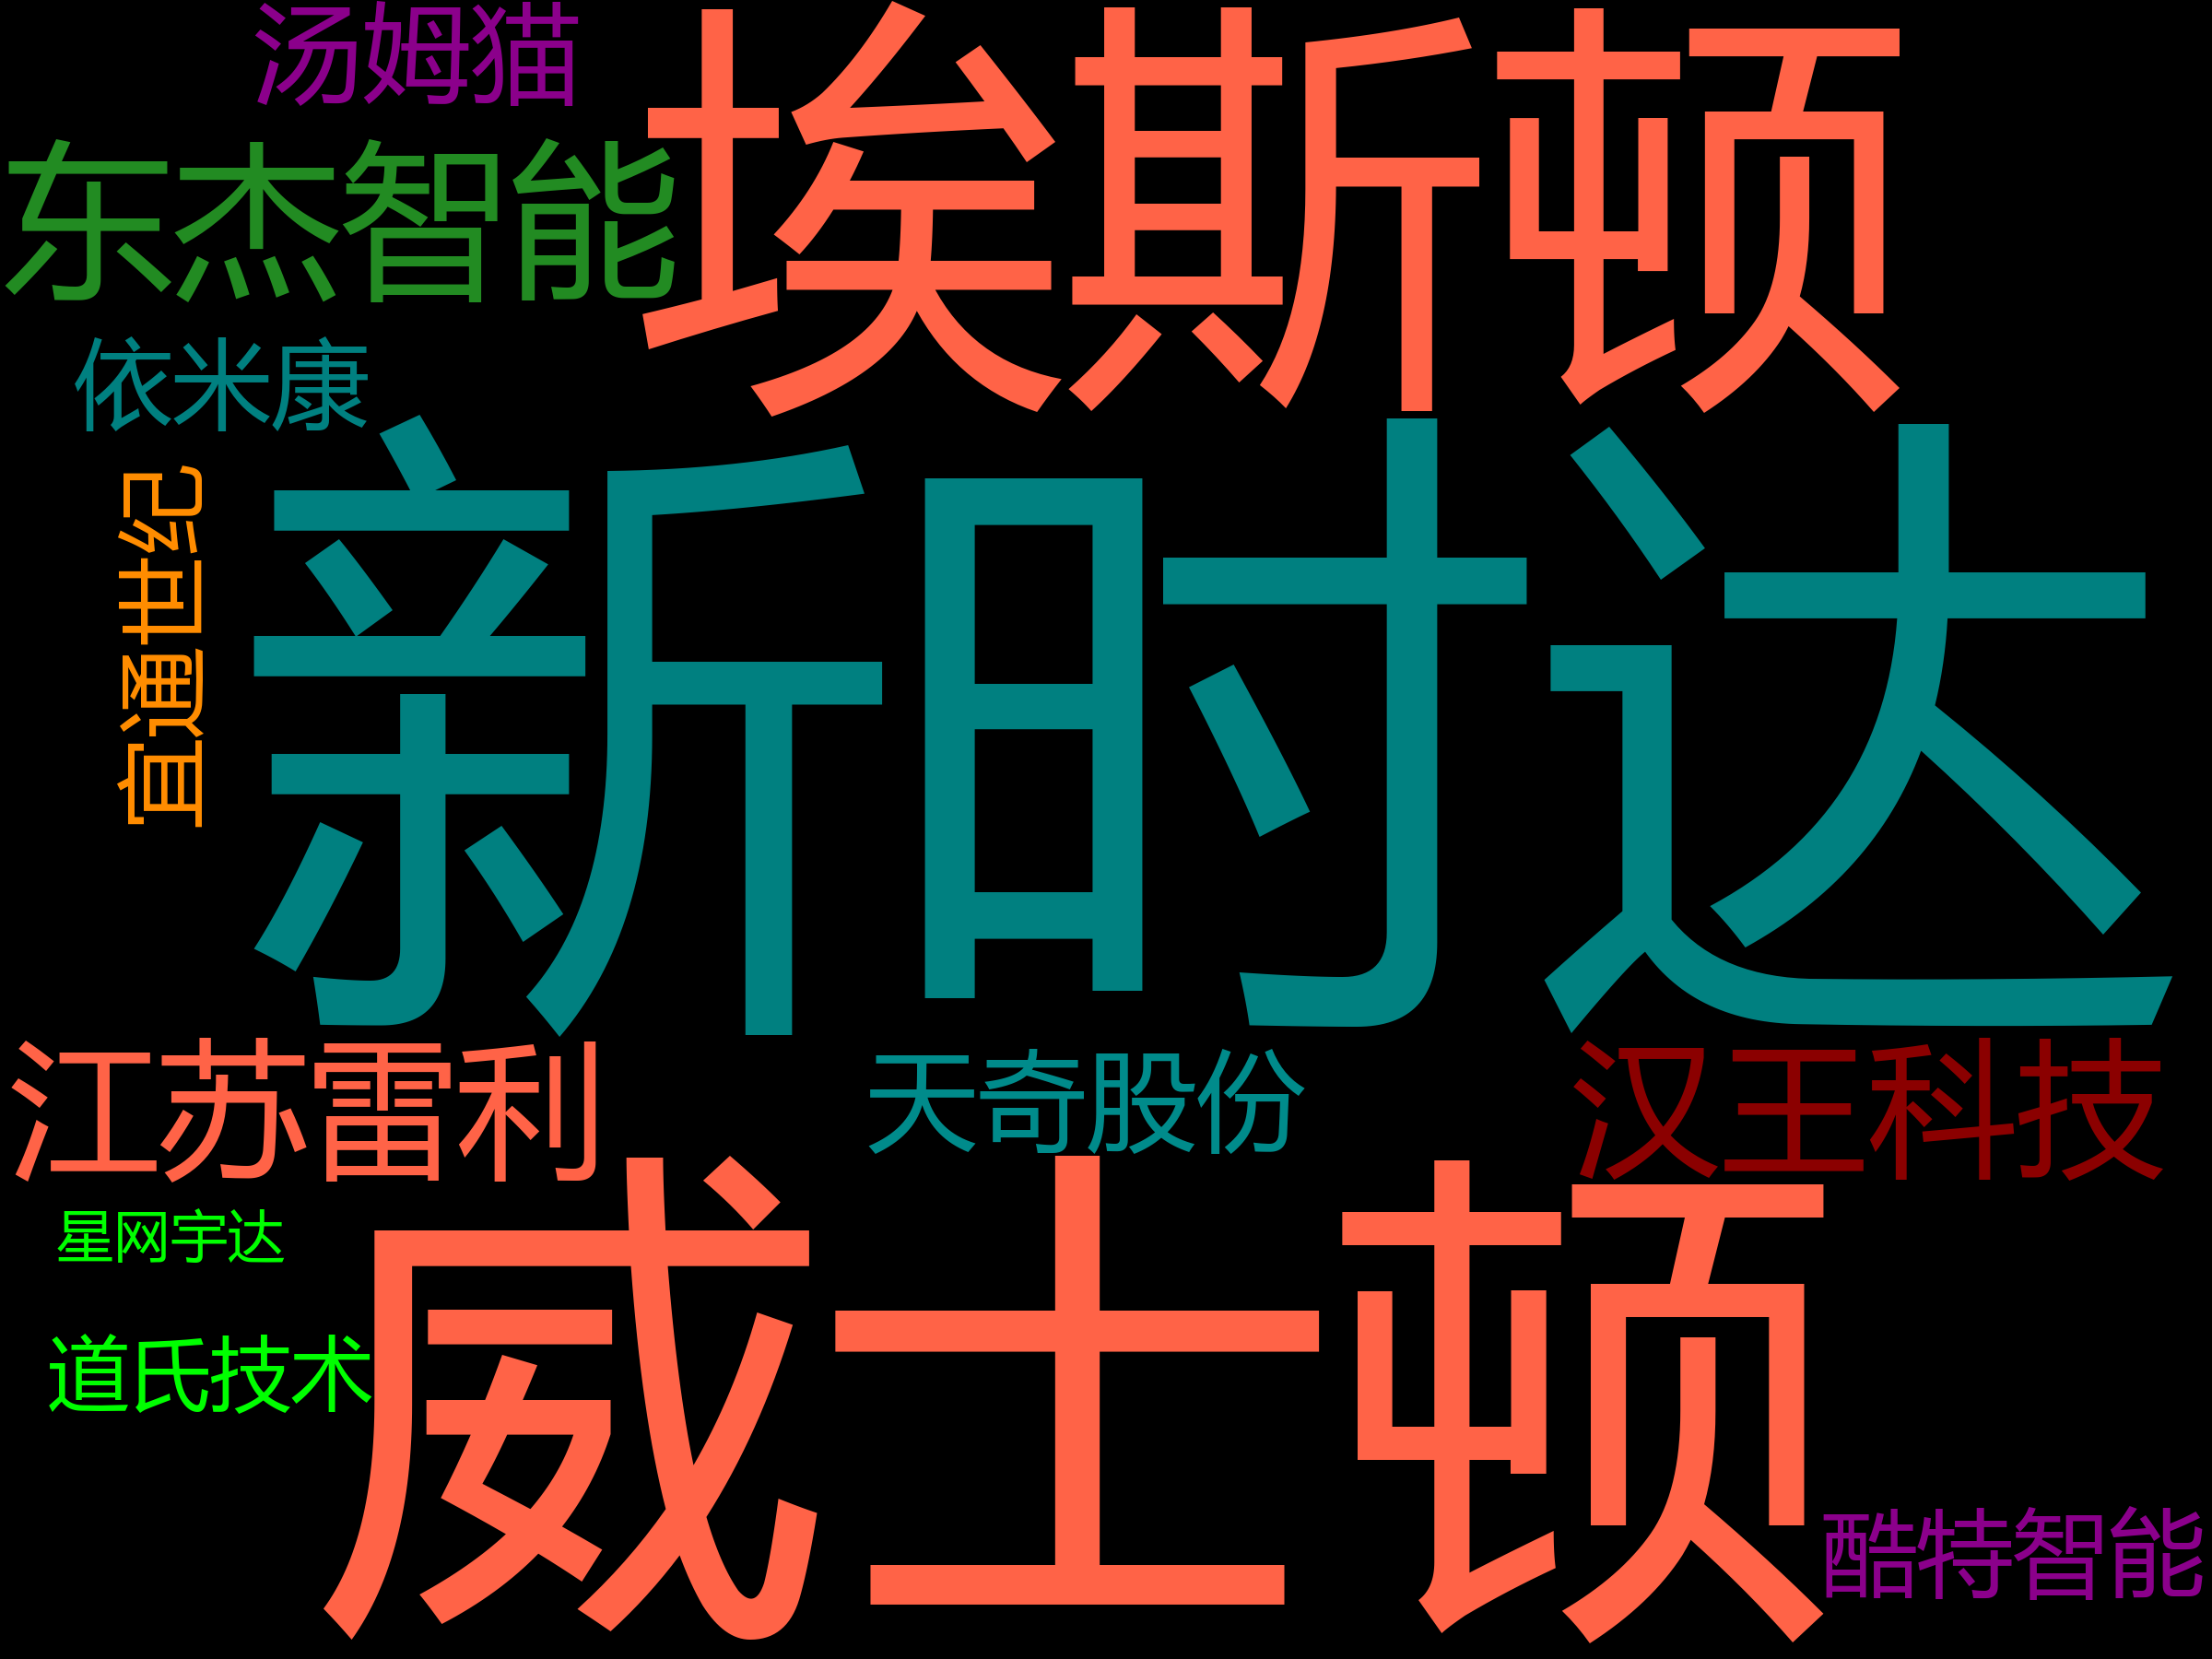 汤姆猫
埃斯顿
东杰智能
依米康
宜通世纪
新时达
江苏雷利
天奇股份
汉王科技
星网宇达
威士顿
道氏技术
酷特智能